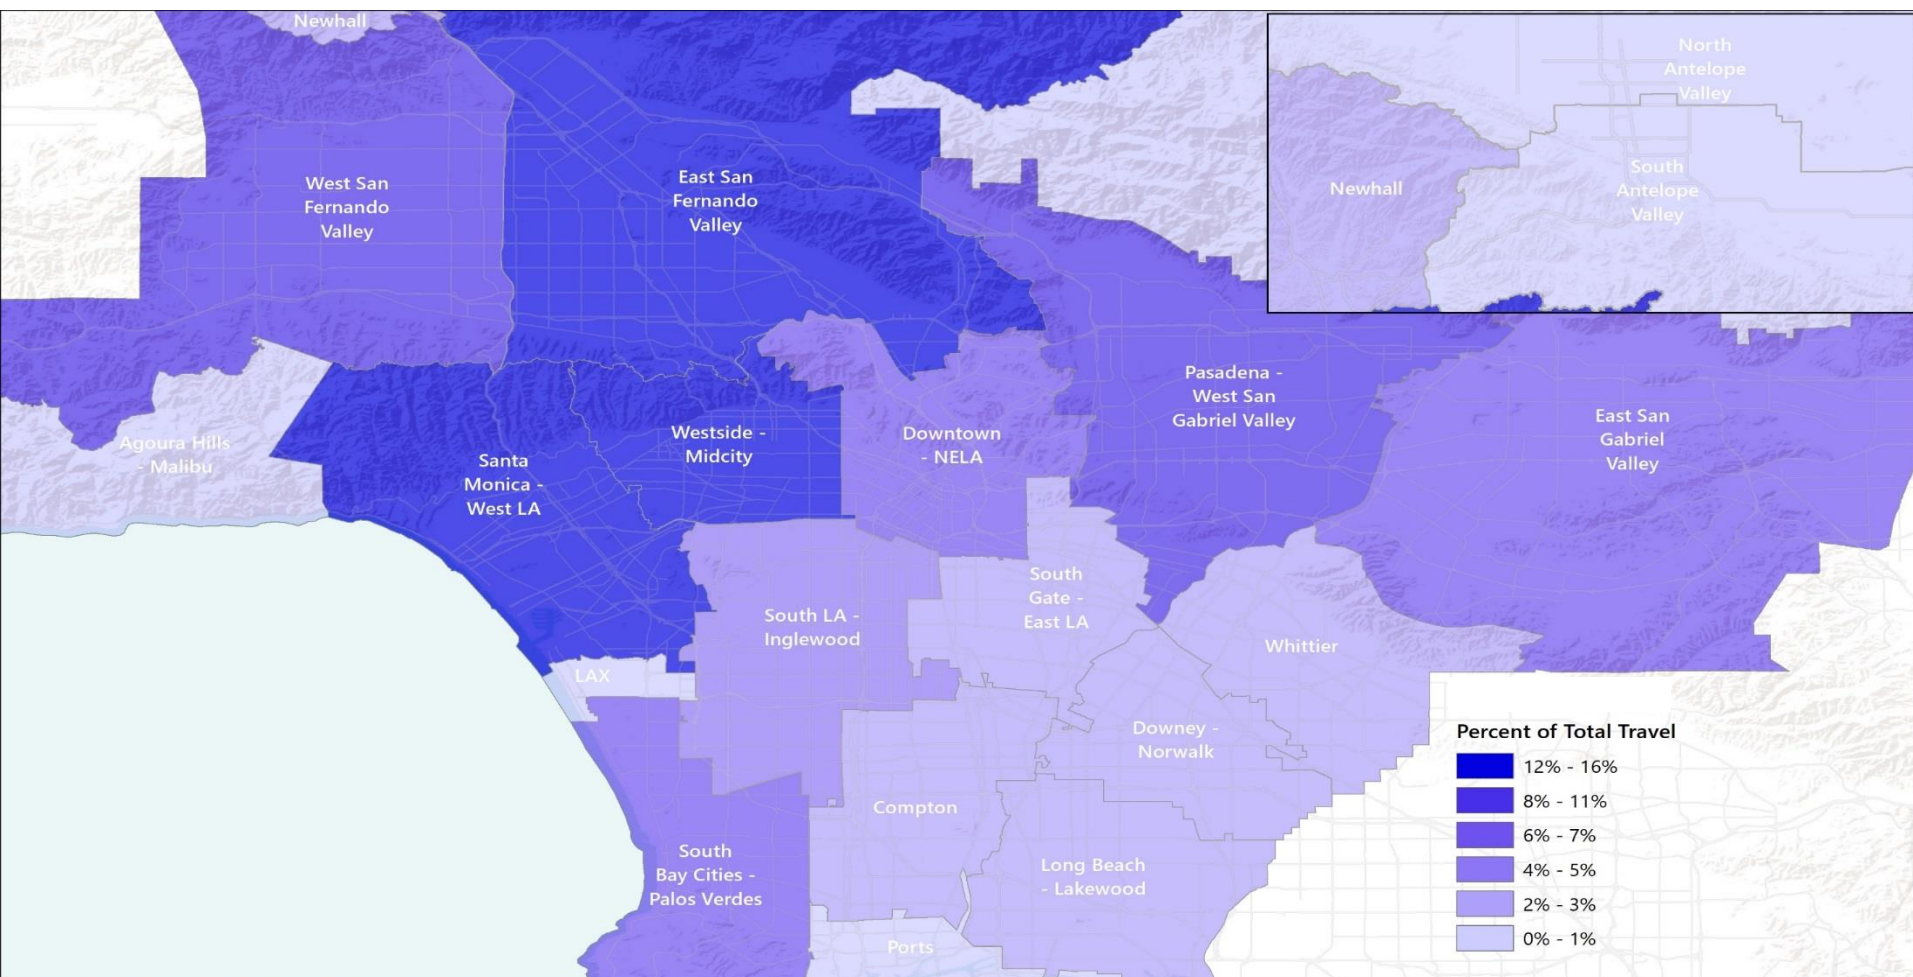 Newhall
North
Antelope
Valley
West San
Fernando
Valley
East San
Fernando
Valley
Newhall
South
Antelope
Valley
Agoura Hills
- Malibu
Santa
Monica -
West LA
Westside -
Midcity
Downtown
- NELA
Pasadena -
West San
Gabriel Valley
East San
Gabriel
Valley
South LA -
Inglewood
South
Gate -
East LA
Whittier
LAX
Downey -
Norwalk
Compton
South
Bay Cities -
Palos Verdes
Long Beach
- Lakewood
Ports
Percent of Total Travel
12% - 16%
8% - 11%
6% - 7%
4% - 5%
2% - 3%
0% - 1%